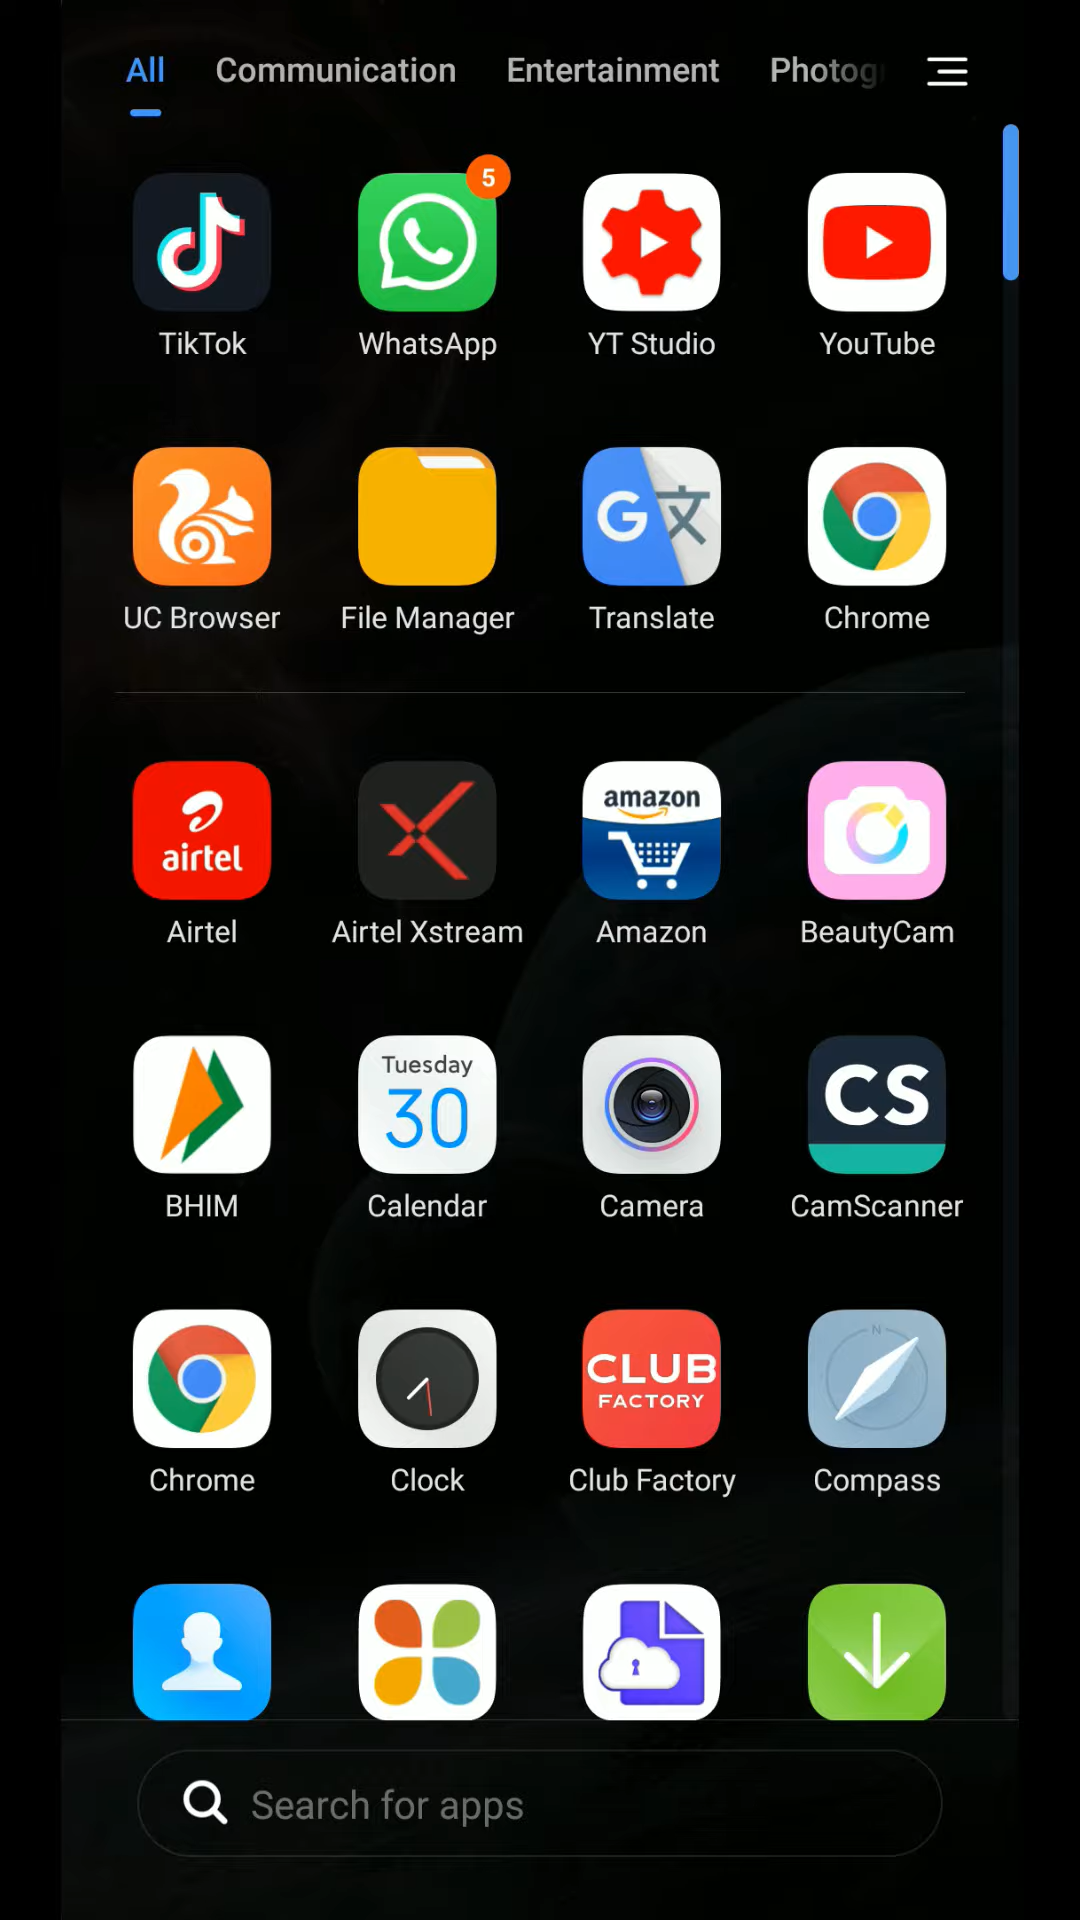 All Communication Entertainment Photog
5
TikTok WhatsApp YT Studio YouTube
G 文
UC Browser File Manager Translate Chrome
airtel amazon
Airtel Airtel Xstream Amazon BeautyCam
Tuesday
30
CS
BHIM Calendar Camera CamScanner
N
CLUB
FACTORY
Chrome Clock Club Factory Compass
Search for apps